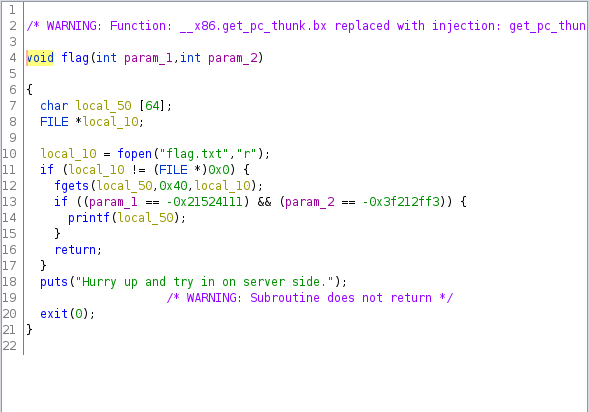 1
2 /* WARNING: Function: __x86.get_pc_thunk.bx replaced with injection: get_pc_thun
3
4 void flag(int param_1,int param_2)
5
6 {
7 char local_50 [64];
8 FILE *local_10;
9
10 local_10 = fopen("flag.txt","r");
11 if (local_10 != (FILE *)0x0) {
12 fgets(local_50,0x40,local_10);
13 if ((param_1 == -0x21524111) && (param_2 == -0x3f212ff3)) {
14 printf(local_50);
15 }
16 return;
17 }
18 puts("Hurry up and try in on server side.");
19 /* WARNING: Subroutine does not return */
20 exit(0);
21 }
22